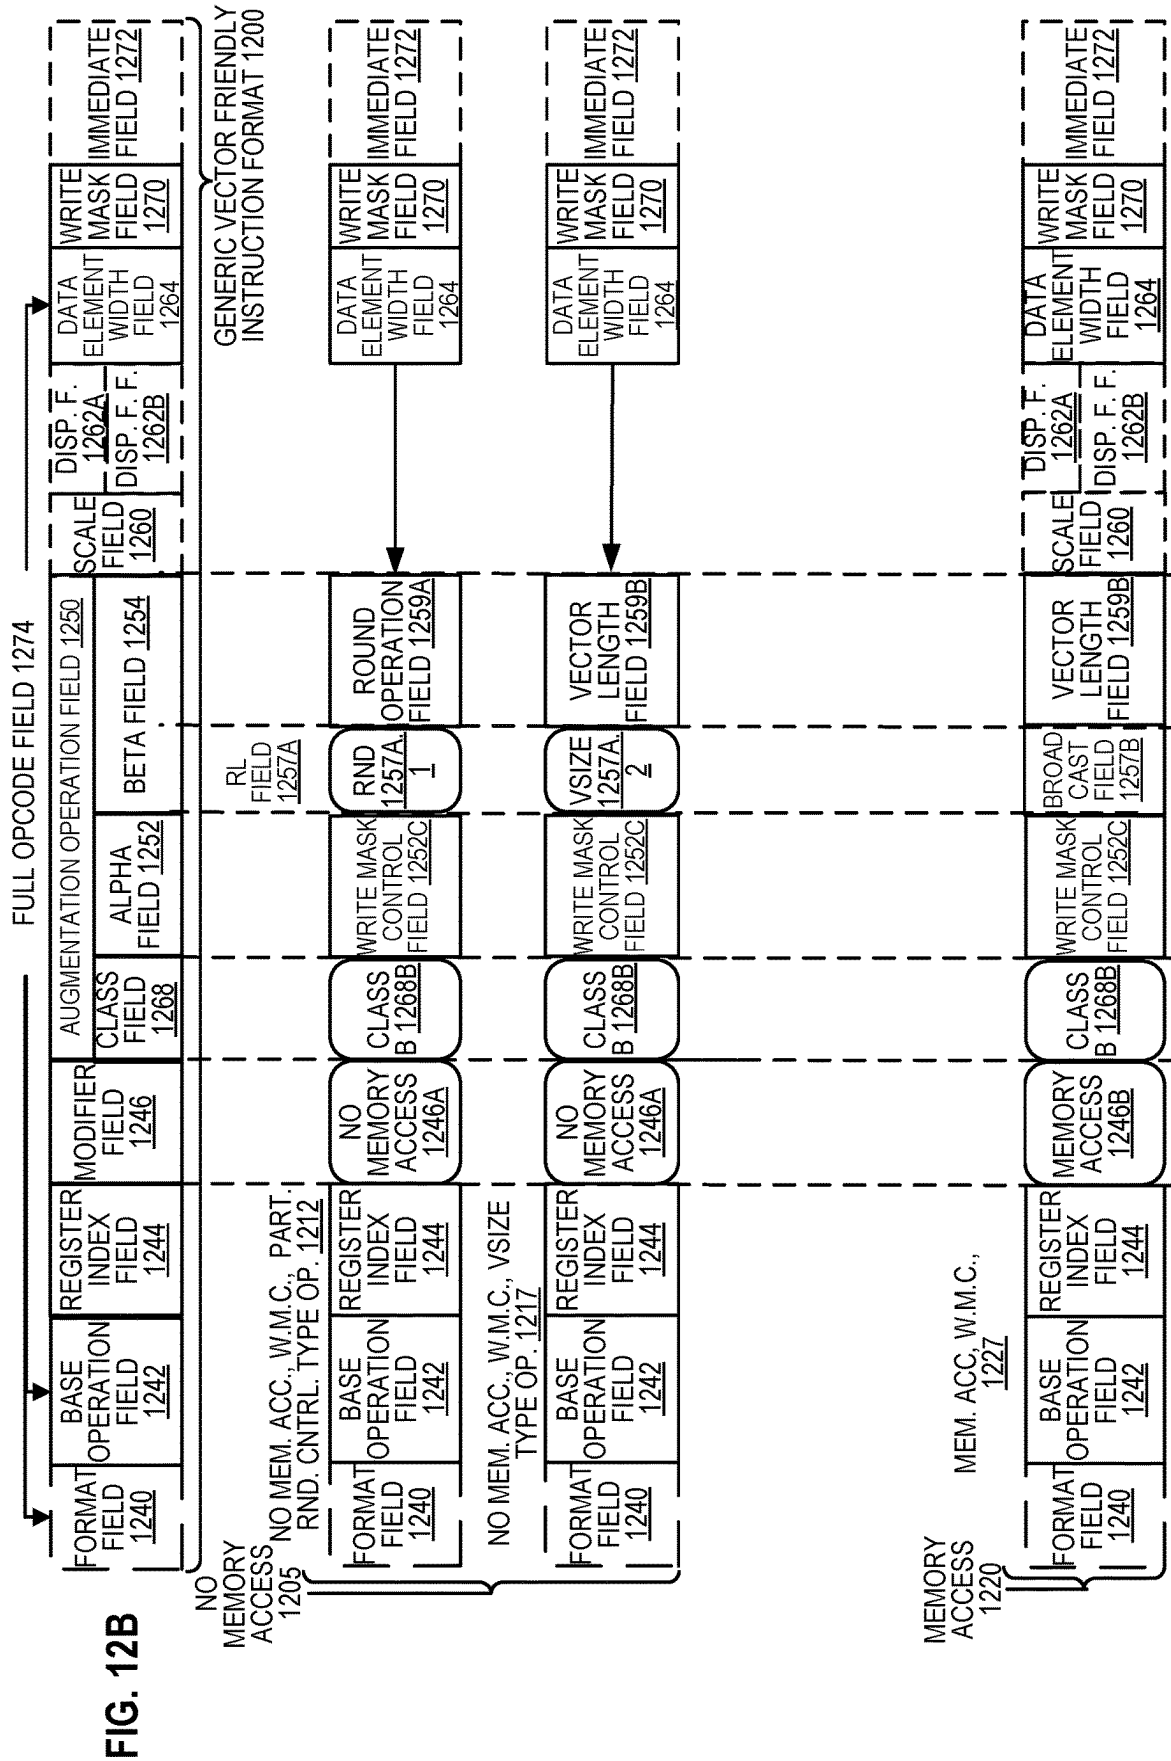 FIG. 12B
FULL OPCODE FIELD 1274
FORMAT
FIELD
1240
BASE
OPERATION
FIELD
1242
REGISTER
INDEX
FIELD
1244
MODIFIER
FIELD
1246
AUGMENTATION OPERATION FIELD 1250
CLASS
FIELD
1268
ALPHA
FIELD 1252
BETA FIELD 1254
SCALE
FIELD
1260
DISP. F.
1262A
DISP. F. F.
1262B
DATA
ELEMENT
WIDTH
FIELD
1264
WRITE
MASK
FIELD
1270
IMMEDIATE
FIELD 1272
GENERIC VECTOR FRIENDLY
INSTRUCTION FORMAT 1200
NO
MEMORY
ACCESS
1205
NO MEM. ACC., W.M.C., PART.
RND. CNTRL. TYPE OP. 1212
RL
FIELD
1257A
FORMAT
FIELD
1240
BASE
OPERATION
FIELD
1242
REGISTER
INDEX
FIELD
1244
NO
MEMORY
ACCESS
1246A
CLASS
B 1268B
WRITE MASK
CONTROL
FIELD 1252C
RND
1257A.
1
ROUND
OPERATION
FIELD 1259A
DATA
ELEMENT
WIDTH
FIELD
1264
WRITE
MASK
FIELD
1270
IMMEDIATE
FIELD 1272
NO MEM. ACC., W.M.C., VSIZE
TYPE OP. 1217
FORMAT
FIELD
1240
BASE
OPERATION
FIELD
1242
REGISTER
INDEX
FIELD
1244
NO
MEMORY
ACCESS
1246A
CLASS
B 1268B
WRITE MASK
CONTROL
FIELD 1252C
VSIZE
1257A.
2
VECTOR
LENGTH
FIELD 1259B
DATA
ELEMENT
WIDTH
FIELD
1264
WRITE
MASK
FIELD
1270
IMMEDIATE
FIELD 1272
MEMORY
ACCESS
1220
MEM. ACC, W.M.C.,
1227
FORMAT
FIELD
1240
BASE
OPERATION
FIELD
1242
REGISTER
INDEX
FIELD
1244
MEMORY
ACCESS
1246B
CLASS
B 1268B
WRITE MASK
CONTROL
FIELD 1252C
BROAD
CAST
FIELD
1257B
VECTOR
LENGTH
FIELD 1259B
SCALE
FIELD
1260
DISP. F.
1262A
DISP. F. F.
1262B
DATA
ELEMENT
WIDTH
FIELD
1264
WRITE
MASK
FIELD
1270
IMMEDIATE
FIELD 1272